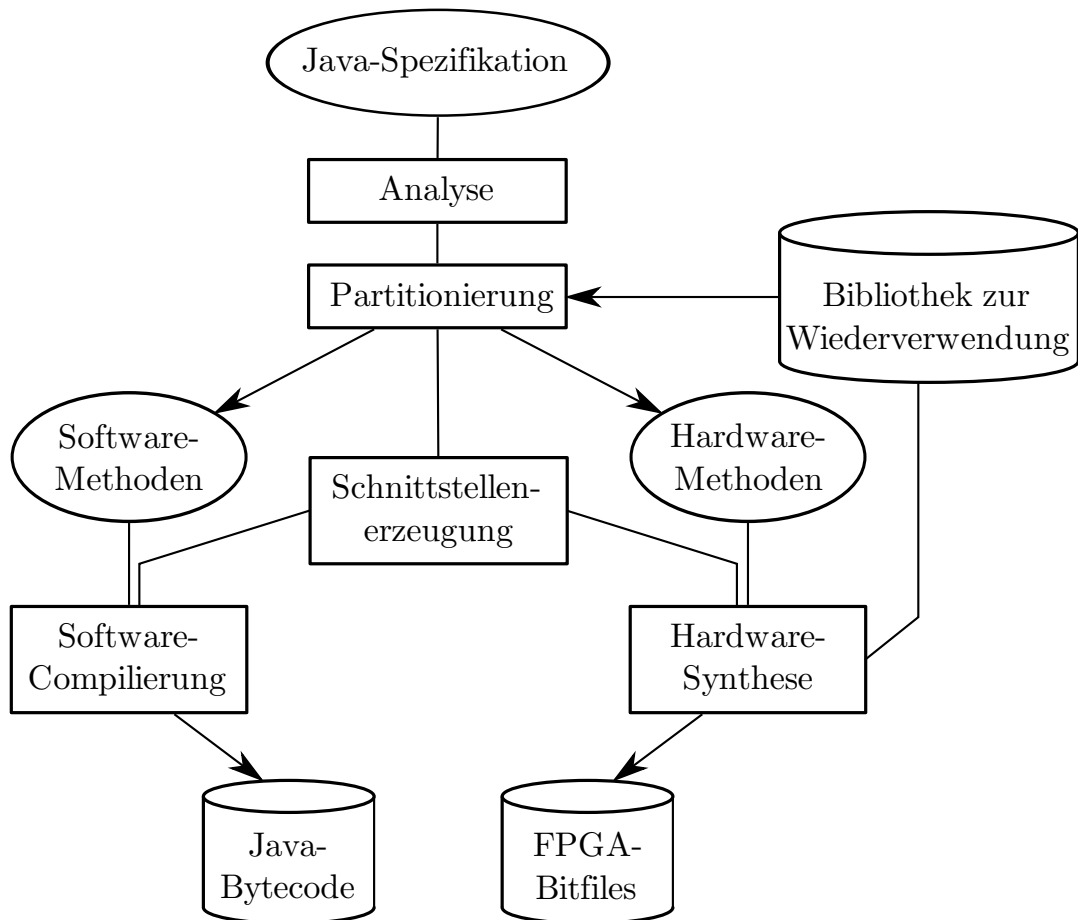 Java-Spezifikation
Analyse
Partitionierung
Bibliothek zur
Wiederverwendung
Software-
Methoden
Schnittstellen-
erzeugung
Hardware-
Methoden
Software-
Compilierung
Hardware-
Synthese
Java-
Bytecode
FPGA-
Bitfiles